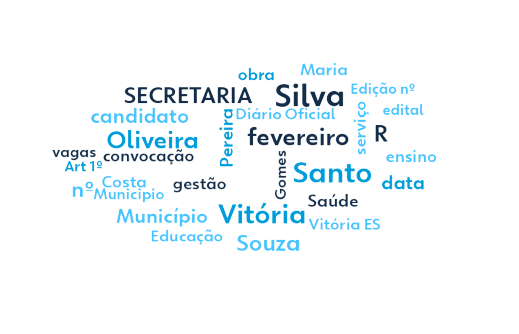 obra
Maria
SECRETARIA
Silva
Edição nº
candidato
Diário Oficial
serviço
edital
Oliveira
Pereira
fevereiro
R
vagas
convocação
ensino
Art 1º
Gomes
Santo
nº
Costa
gestão
data
Município
Saúde
Município
Vitória
Vitória ES
Educação
Souza